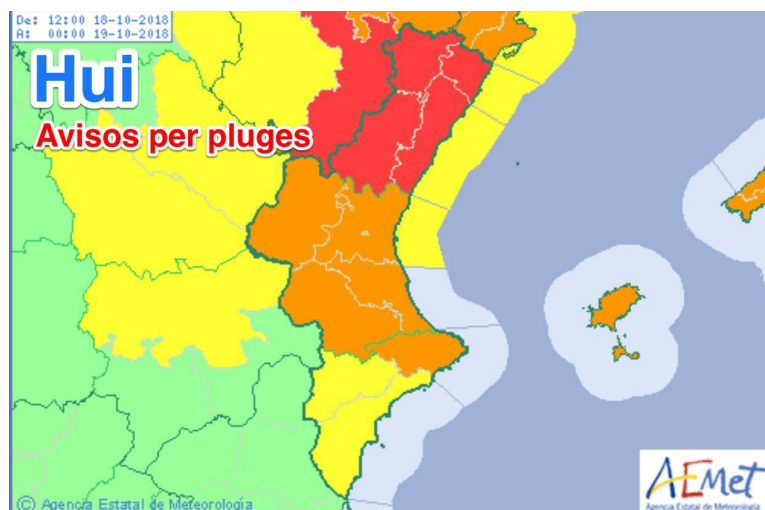 De: 12:00 18-10-2018
A: 00:00 19-10-2018
Hui
Avisos per pluges
(C) Agencia Estatal de Meteorología
AEMet
Agencia Estatal de Meteorología